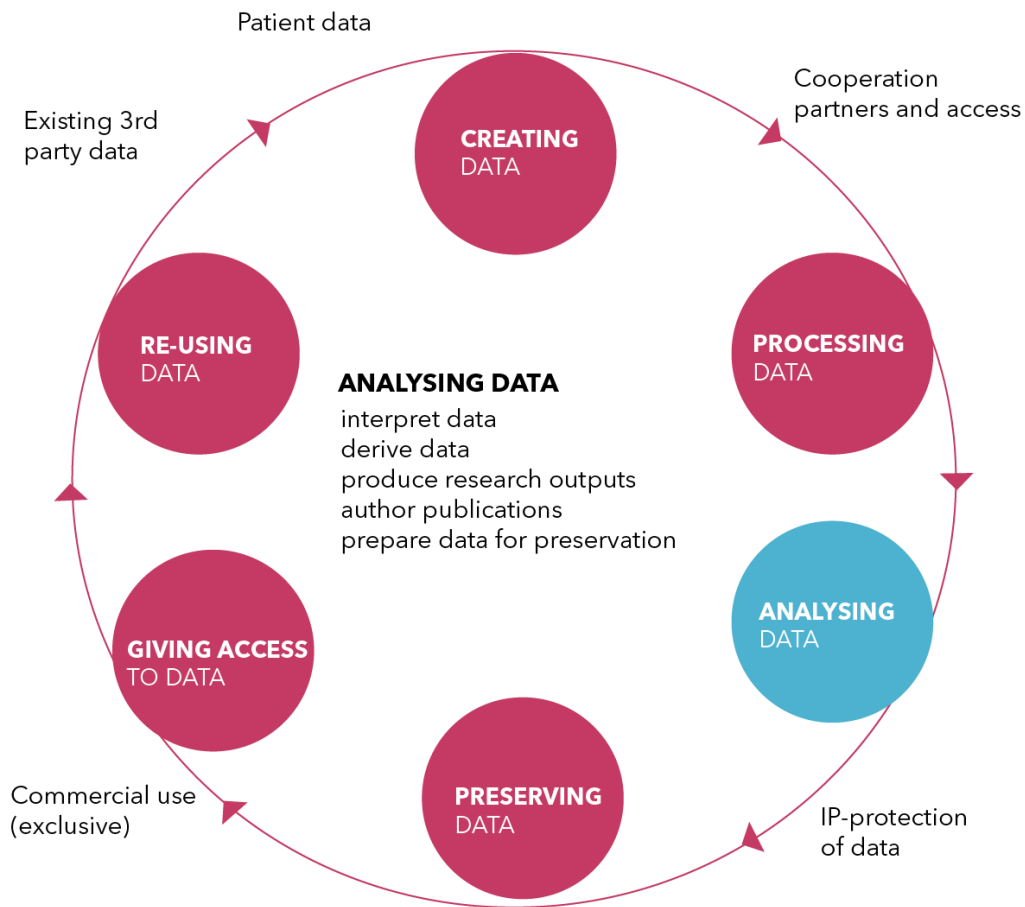 Patient data
Cooperation
partners and access
Existing 3rd
party data
CREATING
DATA
RE-USING
DATA
PROCESSING
DATA
ANALYSING DATA
interpret data
derive data
produce research outputs
author publications
prepare data for preservation
ANALYSING
DATA
GIVING ACCESS
TO DATA
PRESERVING
DATA
Commercial use
(exclusive)
IP-protection
of data